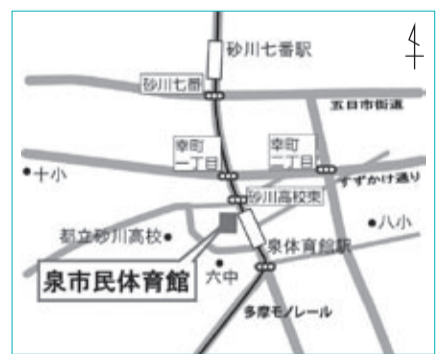 砂川七番駅
砂川七番
五日市街道
幸町
一丁目
幸町
二丁目
十小
すずかけ通り
砂川高校東
都立砂川高校
八小
泉体育館駅
泉市民体育館
六中
多摩モノレール